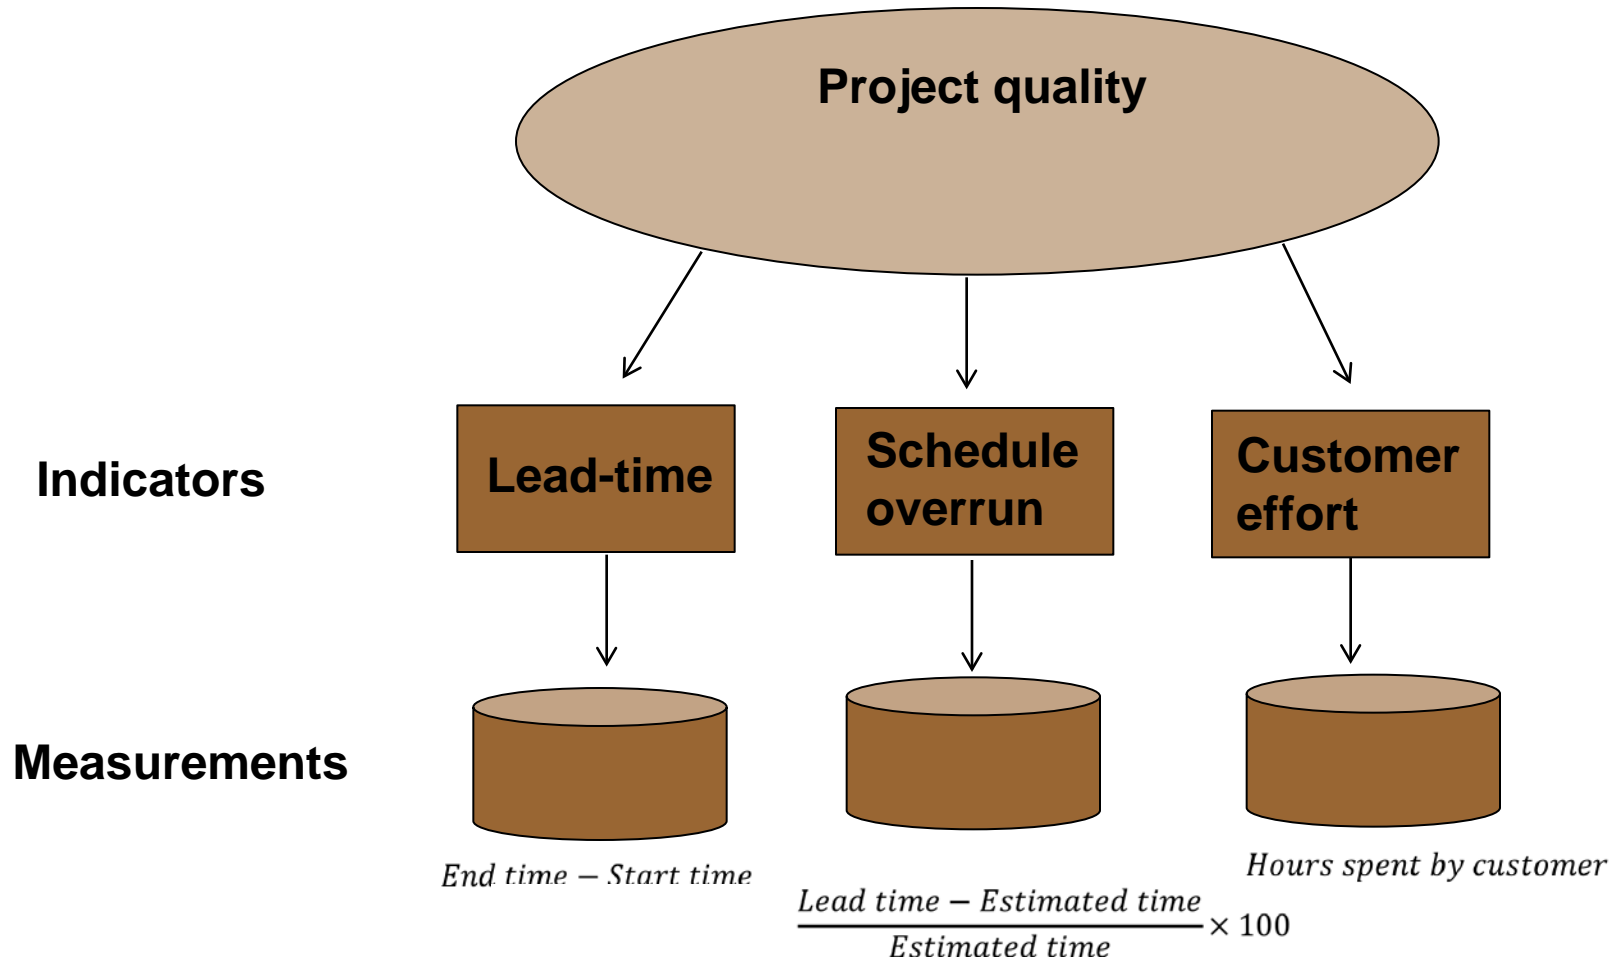 Project quality
Indicators
Lead-time
Schedule
overrun
Customer
effort
Measurements
End time − Start time
Lead time − Estimated time
Estimated time
× 100
Hours spent by customer